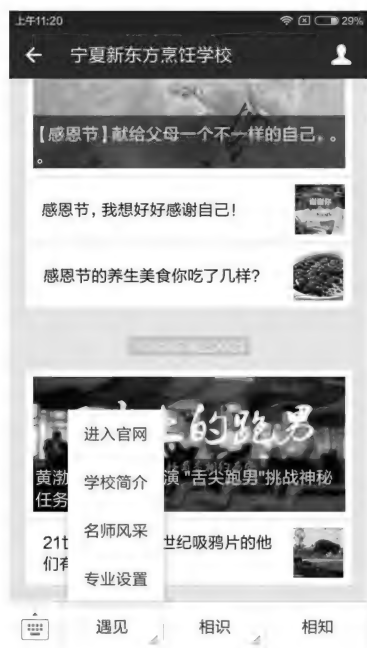 上午11:20
29%
宁夏新东方烹饪学校
【感恩节】献给父母一个不一样的自己。。
。
感恩节，我想好好感谢自己！
感恩节的养生美食你吃了几样？
上的跑男
黄渤
演 "舌尖跑男"挑战神秘
任务
世纪吸鸦片的他
们有
进入官网
学校简介
名师风采
专业设置
遇见
相识
相知